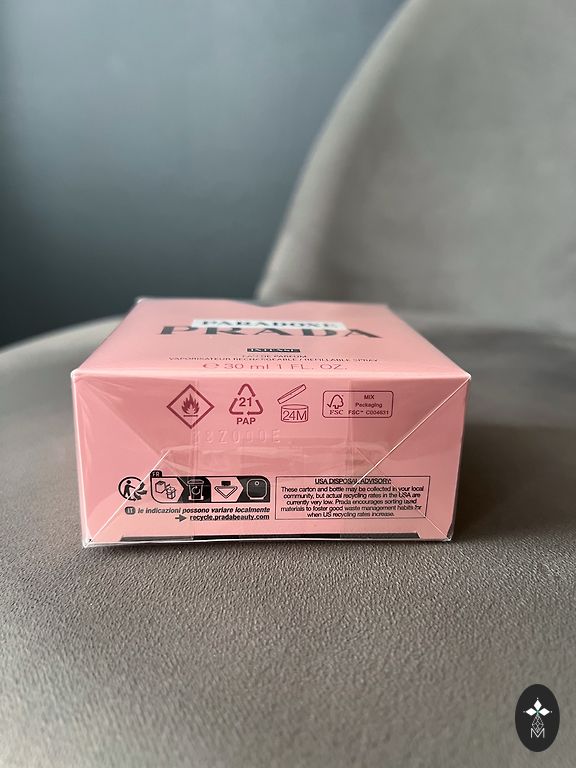 PARADOXE
PRADA
INTENSE
EAU DE PARFUM
VAPORISATEUR RECHARGEABLE / REFILLABLE SPRAY
℮ 30 ml 1 FL. OZ.
21
PAP
24M
FSC
MIX
Packaging
FSC™ C004631
38Z000E
FR
IT le indicazioni possono variare localmente
recycle.pradabeauty.com
USA DISPOSAL ADVISORY:
These carton and bottle may be collected in your local
community, but actual recycling rates in the USA are
currently very low. Prada encourages sorting used
materials to foster good waste management habits for
when US recycling rates increase.
M